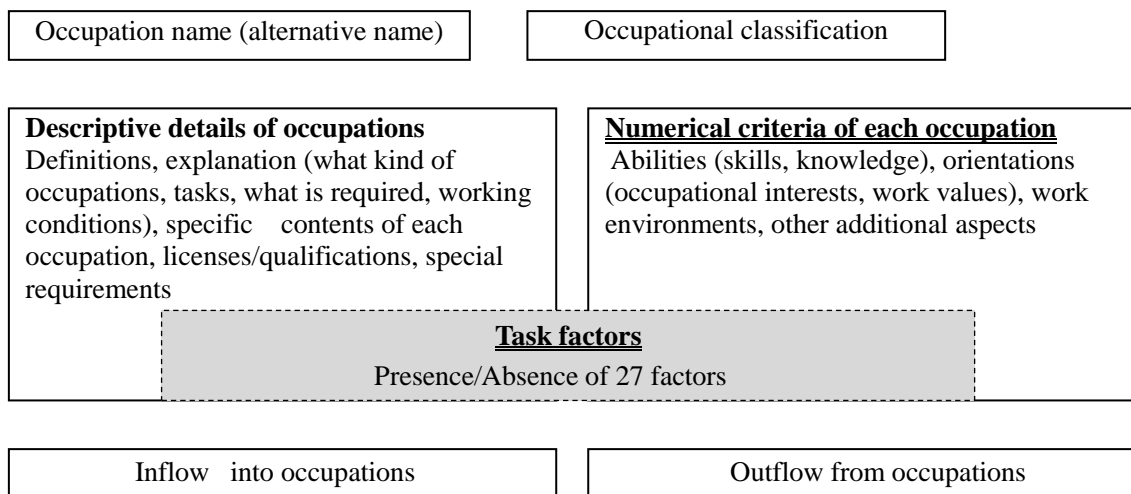 Occupation name (alternative name)
Occupational classification
Descriptive details of occupations
Definitions, explanation (what kind of
occupations, tasks, what is required, working
conditions), specific contents of each
occupation, licenses/qualifications, special
requirements
Numerical criteria of each occupation
Abilities (skills, knowledge), orientations
(occupational interests, work values), work
environments, other additional aspects
Task factors
Presence/Absence of 27 factors
Inflow into occupations
Outflow from occupations